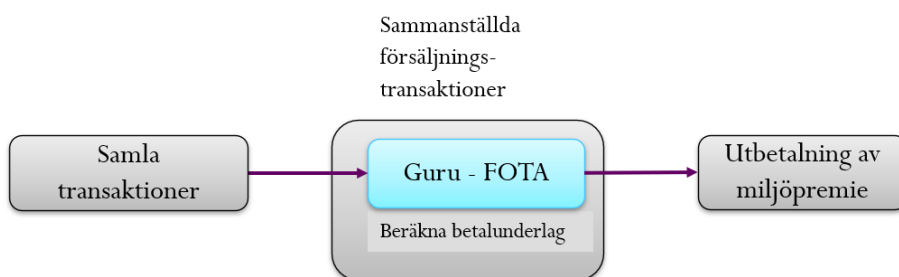 Sammanställda
försäljnings-
transaktioner
Samla
transaktioner
Guru - FOTA
Beräkna betalunderlag
Utbetalning av
miljöpremie